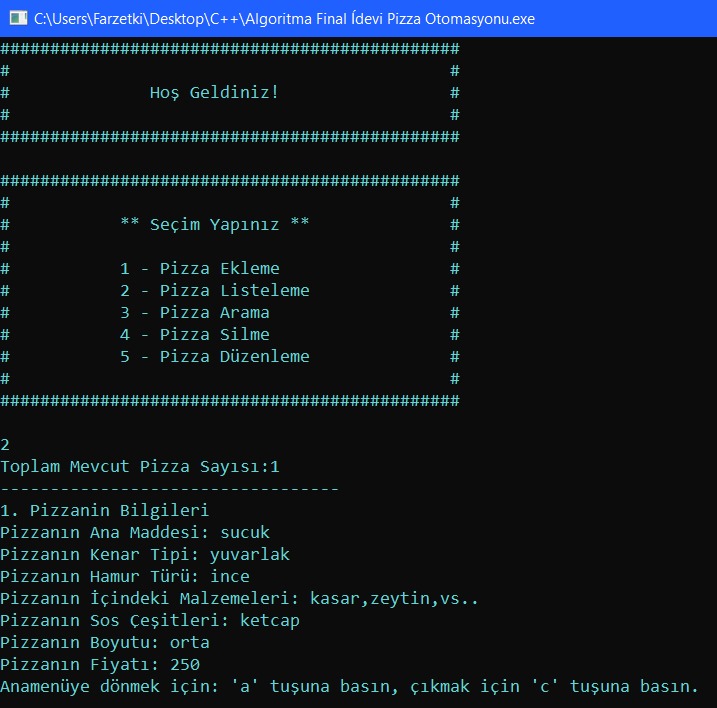 C:\Users\Farzetki\Desktop\C++\Algoritma Final Ídevi Pizza Otomasyonu.exe
##############################################
#                                            #
#              Hoş Geldiniz!                 #
#                                            #
##############################################
##############################################
#                                            #
#           ** Seçim Yapınız **              #
#                                            #
#           1 - Pizza Ekleme                 #
#           2 - Pizza Listeleme              #
#           3 - Pizza Arama                  #
#           4 - Pizza Silme                  #
#           5 - Pizza Düzenleme              #
#                                            #
##############################################
2
Toplam Mevcut Pizza Sayısı:1
----------------------------------
1. Pizzanin Bilgileri
Pizzanın Ana Maddesi: sucuk
Pizzanın Kenar Tipi: yuvarlak
Pizzanın Hamur Türü: ince
Pizzanın İçindeki Malzemeleri: kasar,zeytin,vs..
Pizzanın Sos Çeşitleri: ketcap
Pizzanın Boyutu: orta
Pizzanın Fiyatı: 250
Anamenüye dönmek için: 'a' tuşuna basın, çıkmak için 'c' tuşuna basın.